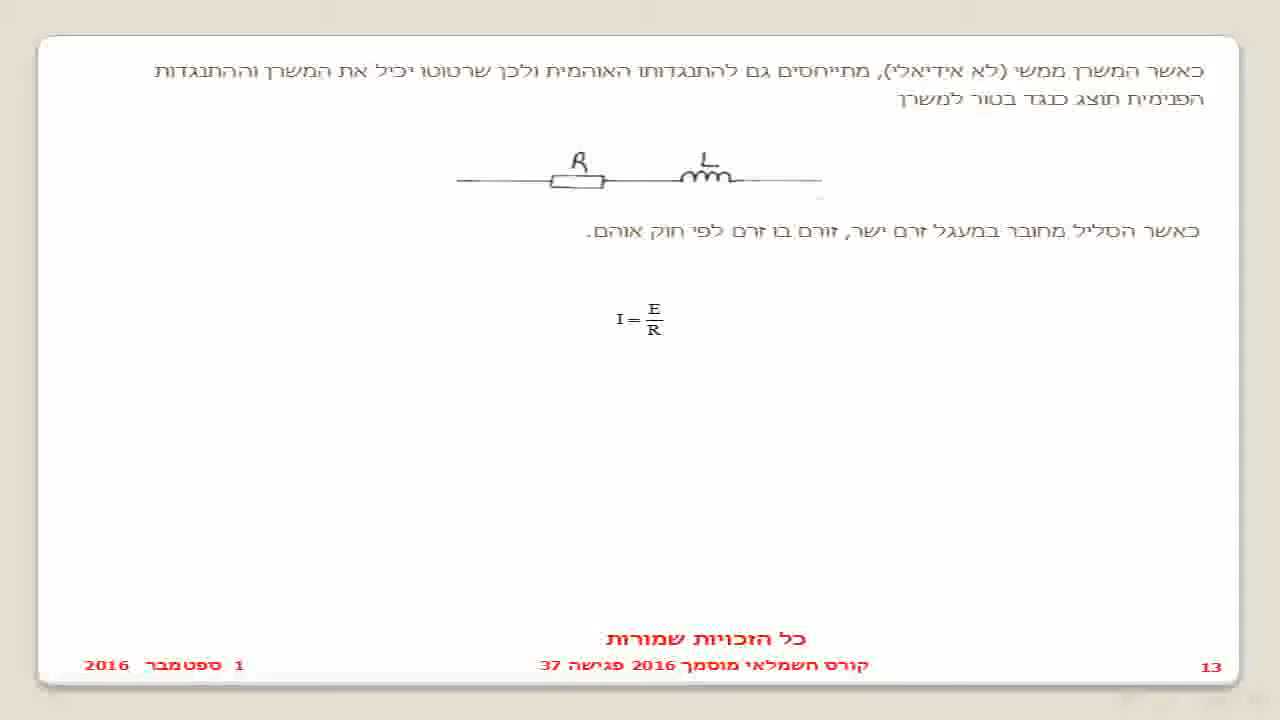 כאשר המשרן ממשי (לא אידיאלי), מתייחסים גם להתנגדותו האוהמית ולכן שרטוטו יכיל את המשרן וההתנגדות
הפנימית תוצג כנגד בטור למשרן
R L
כאשר הסליל מחובר במעגל זרם ישר, זורם בו זרם לפי חוק אוהם.
I = E/R
כל הזכויות שמורות
13 קורס חשמלאי מוסמך 2016 פגישה 37 1 ספטמבר 2016